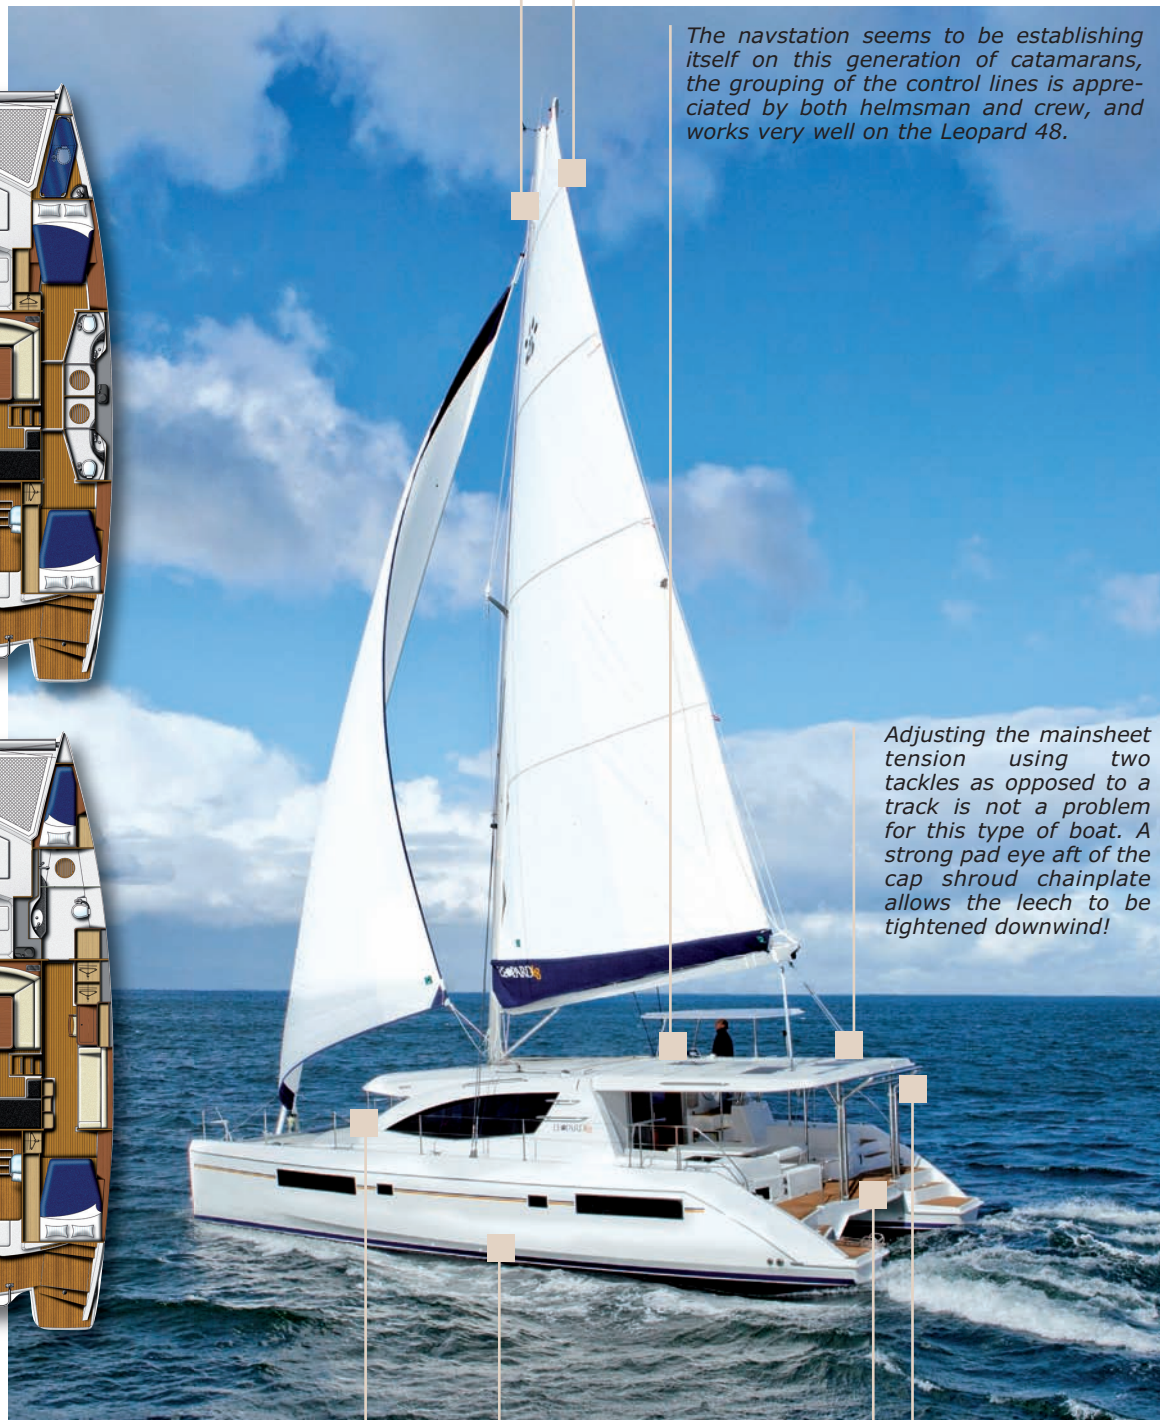 The navstation seems to be establishing
itself on this generation of catamarans,
the grouping of the control lines is appre-
ciated by both helmsman and crew, and
works very well on the Leopard 48.
Adjusting the mainsheet
tension using two
tackles as opposed to a
track is not a problem
for this type of boat. A
strong pad eye aft of the
cap shroud chainplate
allows the leech to be
tightened downwind!
LEOPARD48
LEOPARD48